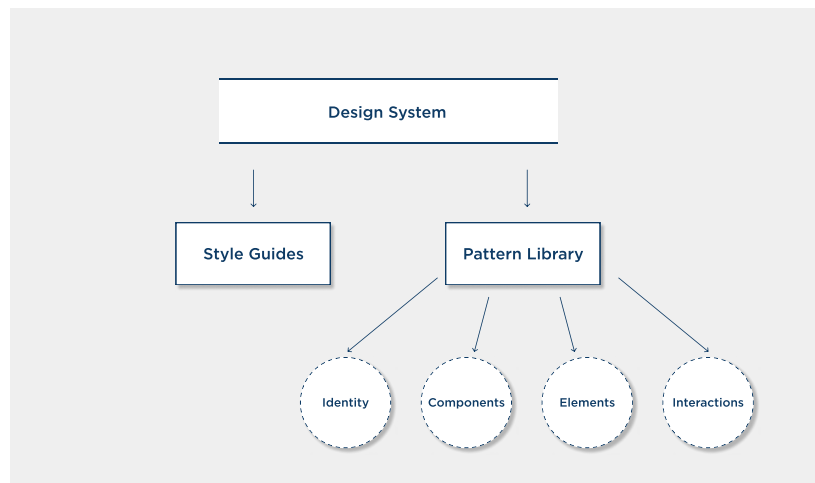 Design System
Style Guides
Pattern Library
Identity
Components
Elements
Interactions